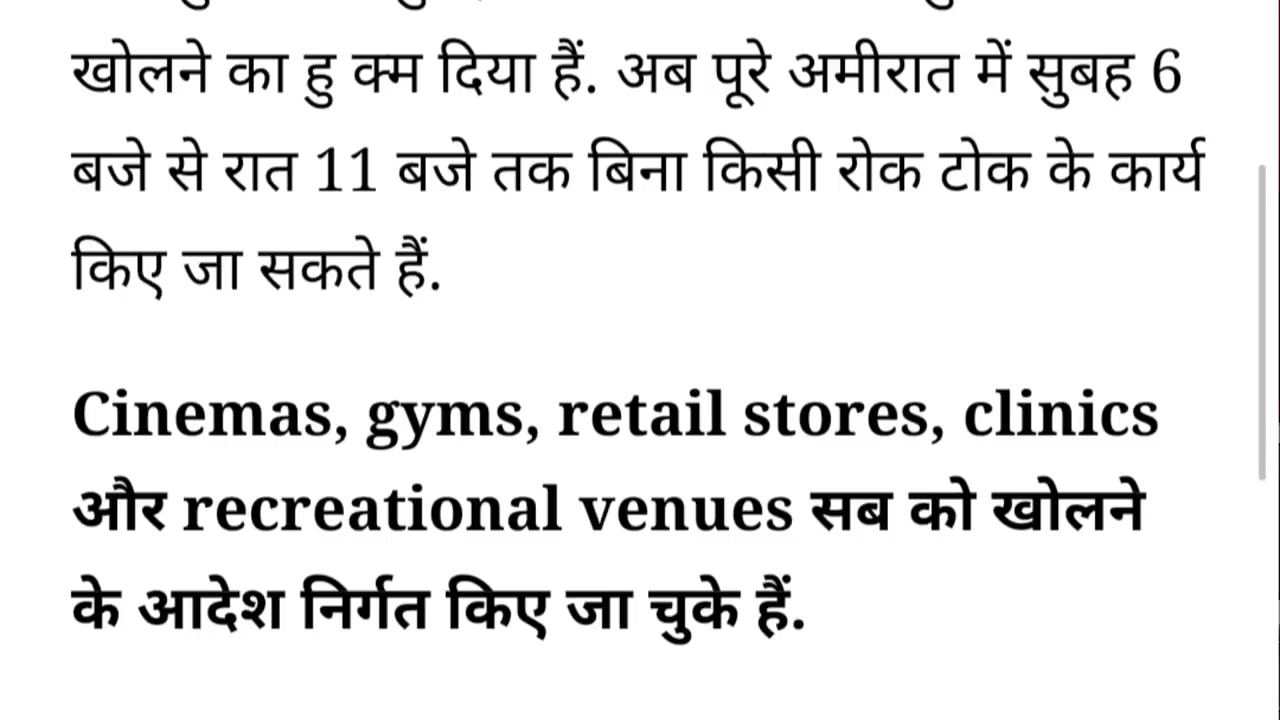 खोलने का हु क्म दिया हैं. अब पूरे अमीरात में सुबह 6
बजे से रात 11 बजे तक बिना किसी रोक टोक के कार्य
किए जा सकते हैं.
Cinemas, gyms, retail stores, clinics
और recreational venues सब को खोलने
के आदेश निर्गत किए जा चुके हैं.